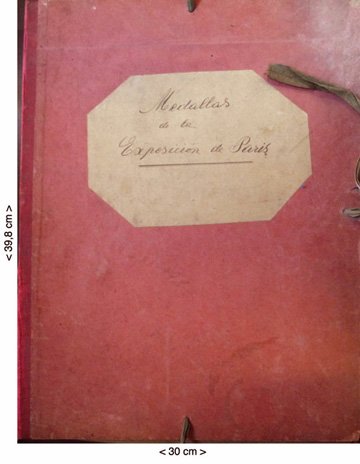 Medallas
de la
Exposición de París
< 39,8 cm >
< 30 cm >